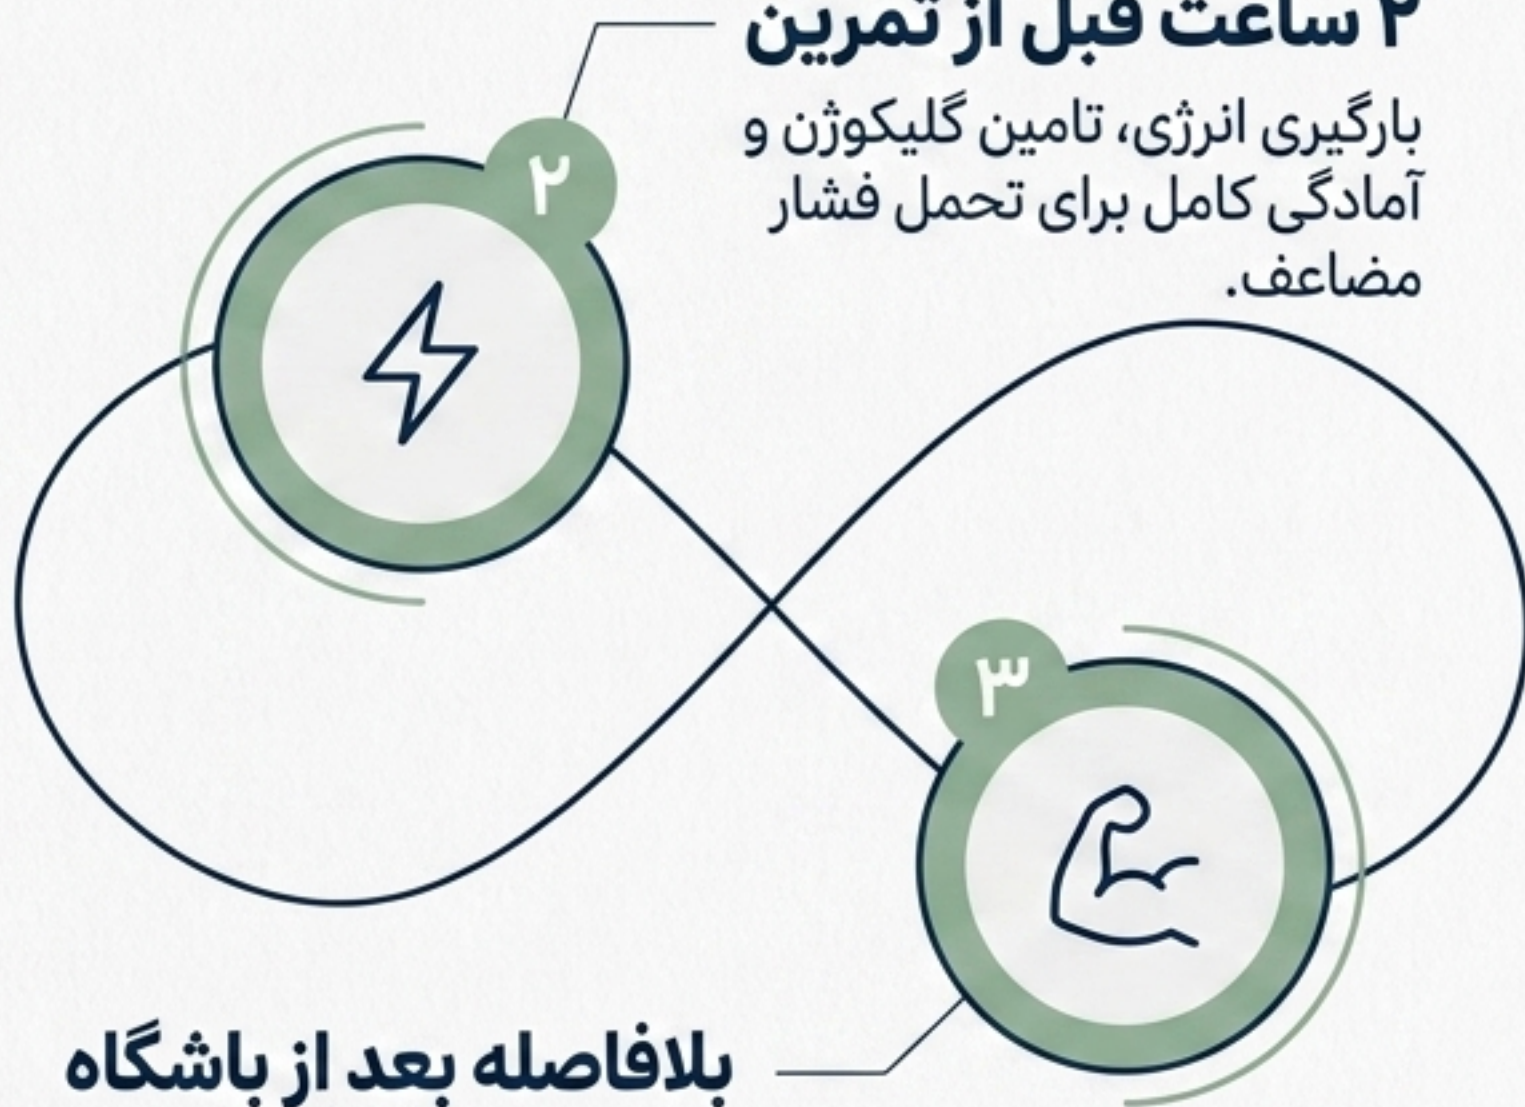 ۲ ساعت قبل از تمرین
بارگیری انرژی، تامین گلیکوژن و
آمادگی کامل برای تحمل فشار
مضاعف.
۲
۳
بلافاصله بعد از باشگاه